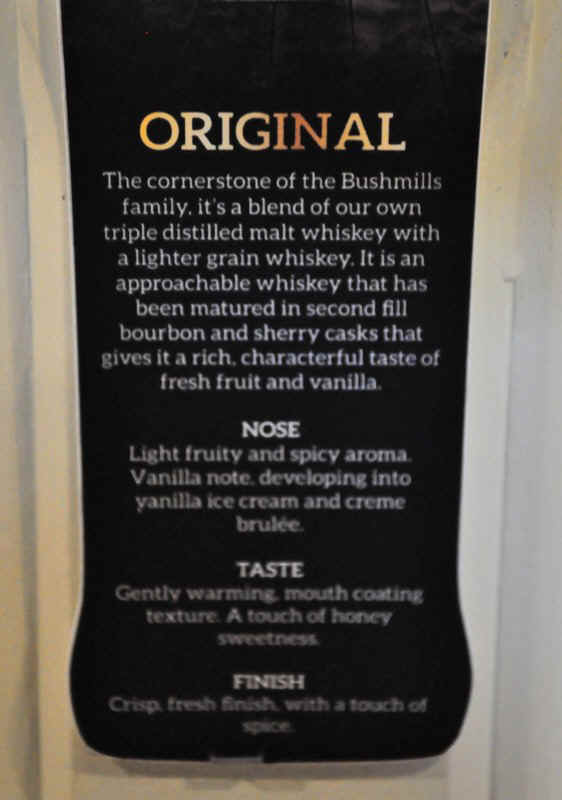 ORIGINAL
The cornerstone of the Bushmills
family, it's a blend of our own
triple distilled malt whiskey with
a lighter grain whiskey. It is an
approachable whiskey that has
been matured in second fill
bourbon and sherry casks that
gives it a rich, characterful taste of
fresh fruit and vanilla.
NOSE
Light fruity and spicy aroma.
Vanilla note, developing into
vanilla ice cream and creme
brulée.
TASTE
Gently warming, mouth coating
texture. A touch of honey
sweetness.
FINISH
Crisp, fresh finish, with a touch of
spice.